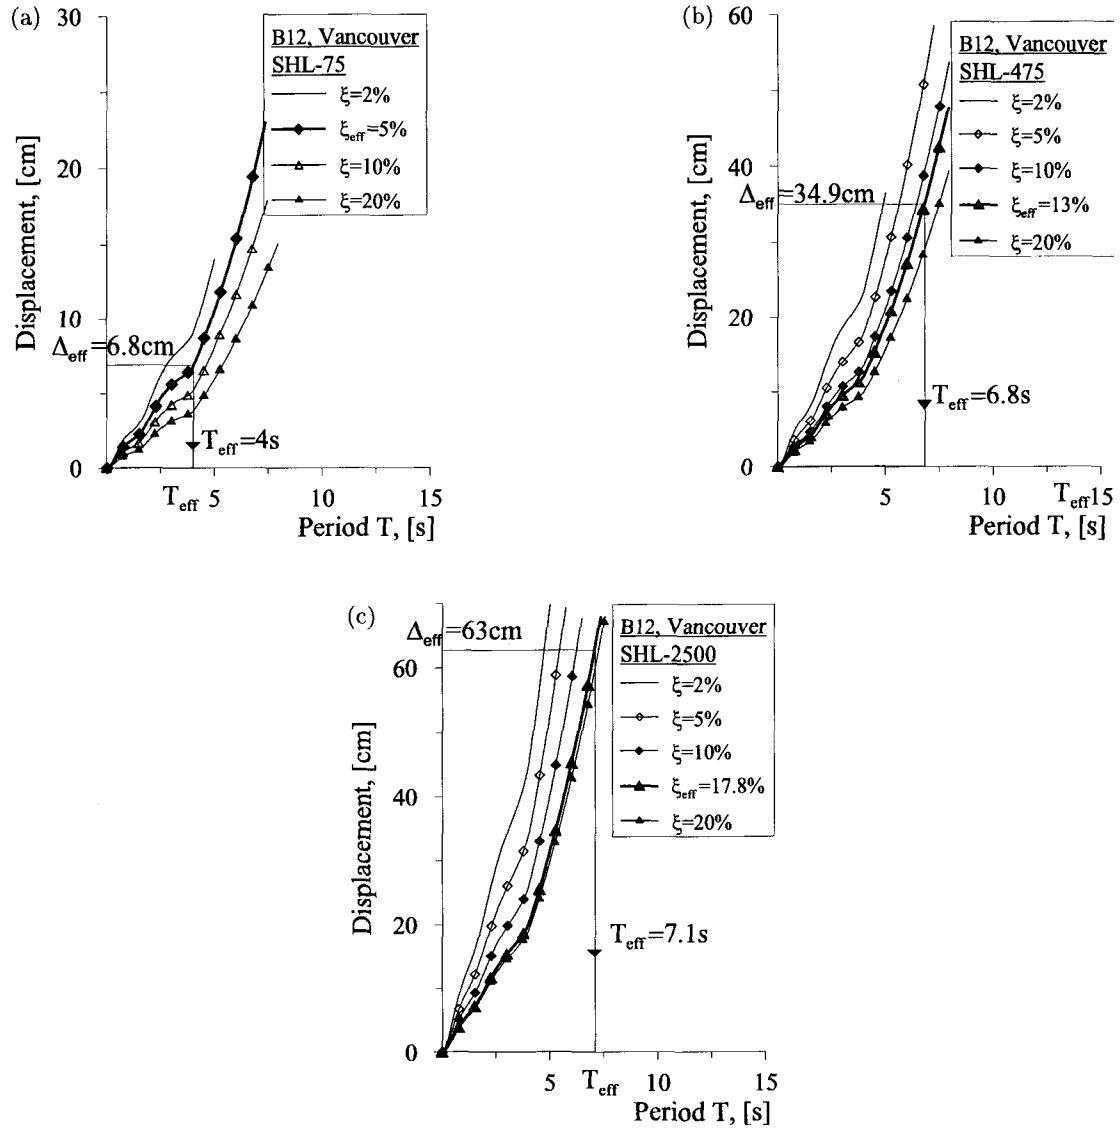 (a)
30
20
10
0
Displacement, [cm]
B12, Vancouver
SHL-75
ξ=2%
ξeff=5%
ξ=10%
ξ=20%
Δeff=6.8cm
Teff=4s
Teff 5 10 15
Period T, [s]
(b)
60
40
20
0
Displacement, [cm]
B12, Vancouver
SHL-475
ξ=2%
ξ=5%
ξ=10%
ξeff=13%
ξ=20%
Δeff=34.9cm
Teff=6.8s
5 10 Teff15
Period T, [s]
(c)
60
40
20
0
Displacement, [cm]
B12, Vancouver
SHL-2500
ξ=2%
ξ=5%
ξ=10%
ξeff=17.8%
ξ=20%
Δeff=63cm
Teff=7.1s
5 Teff 10 15
Period T, [s]